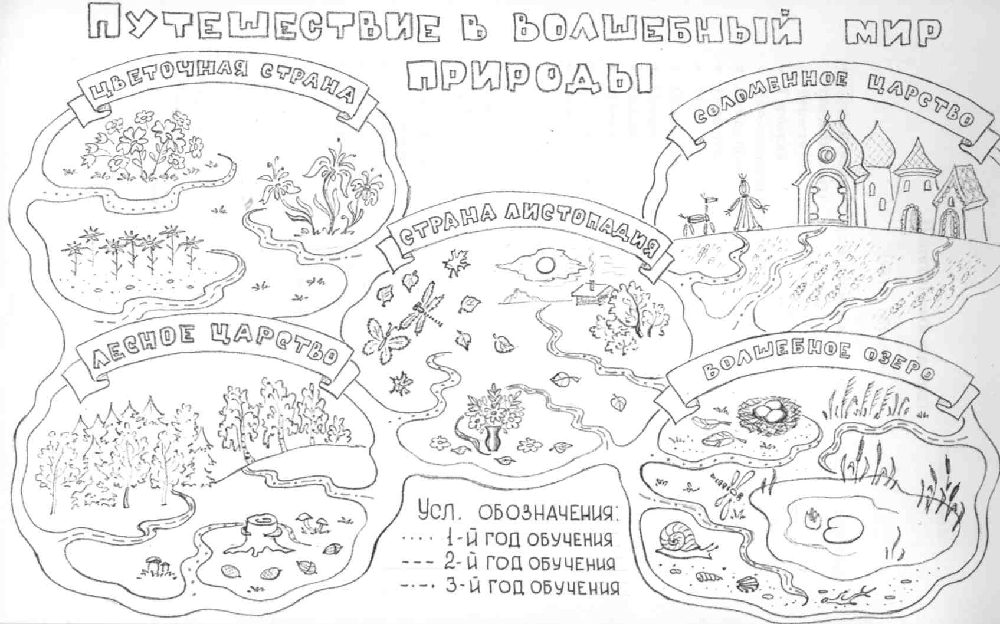 ПУТЕШЕСТВИЕ В ВОЛШЕБНЫЙ МИР
ПРИРОДЫ
ЦВЕТОЧНАЯ СТРАНА
СОЛОМЕННОЕ ЦАРСТВО
СТРАНА ЛИСТОПАДИЯ
ЛЕСНОЕ ЦАРСТВО
ВОЛШЕБНОЕ ОЗЕРО
УСЛ. ОБОЗНАЧЕНИЯ:
.... 1-Й ГОД ОБУЧЕНИЯ
--- 2-Й ГОД ОБУЧЕНИЯ
-.-. 3-Й ГОД ОБУЧЕНИЯ